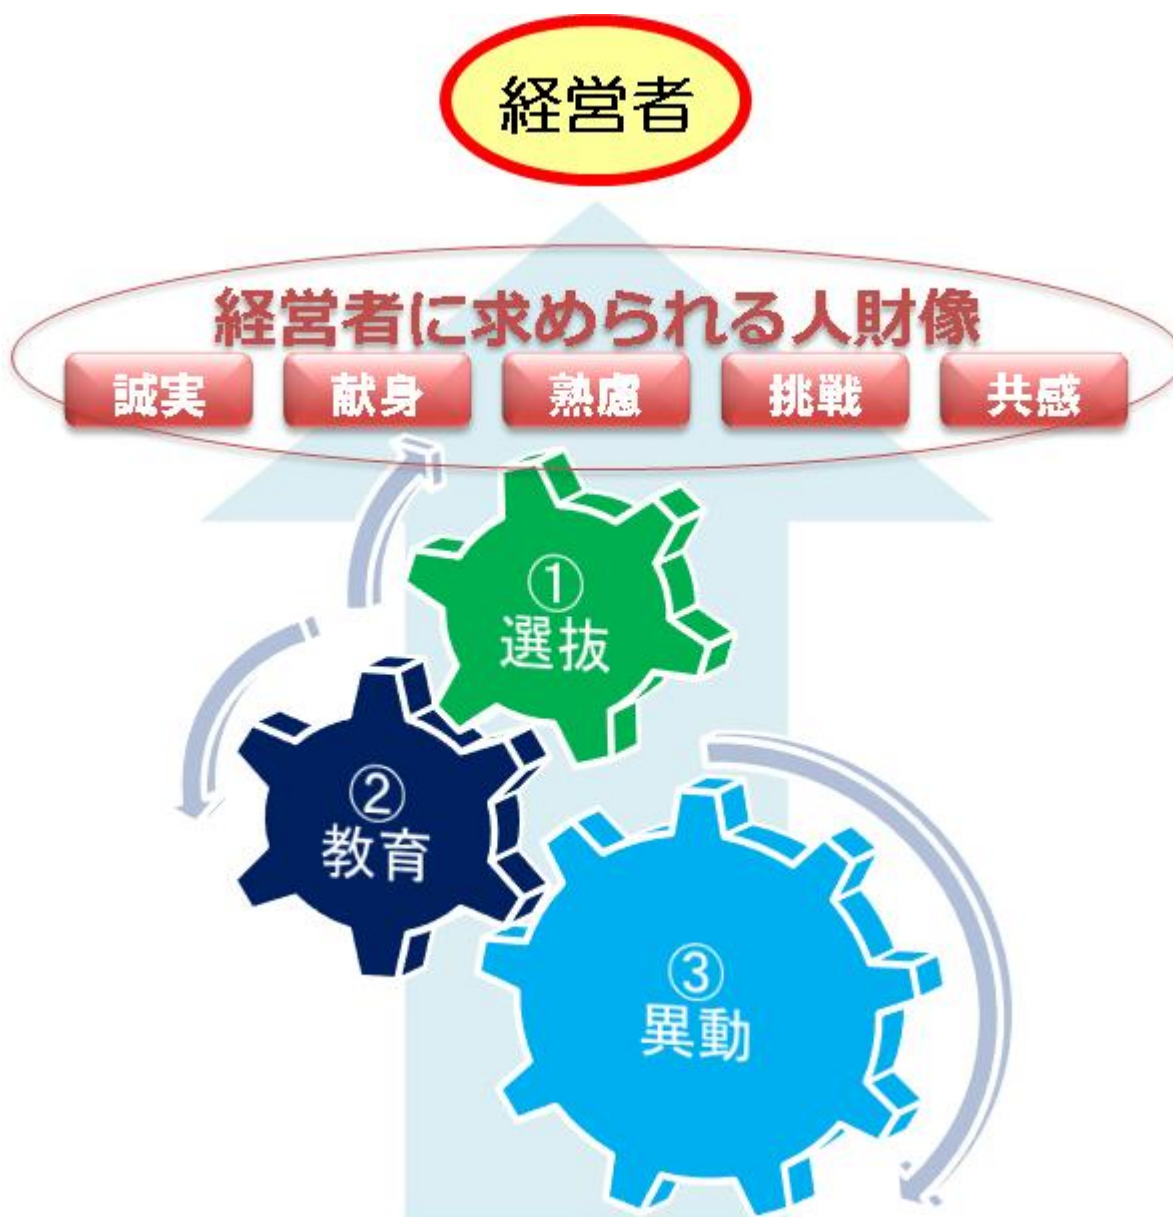 経営者
経営者に求められる人財像
誠実
献身
熟慮
挑戦
共感
①
選抜
②
教育
③
異動